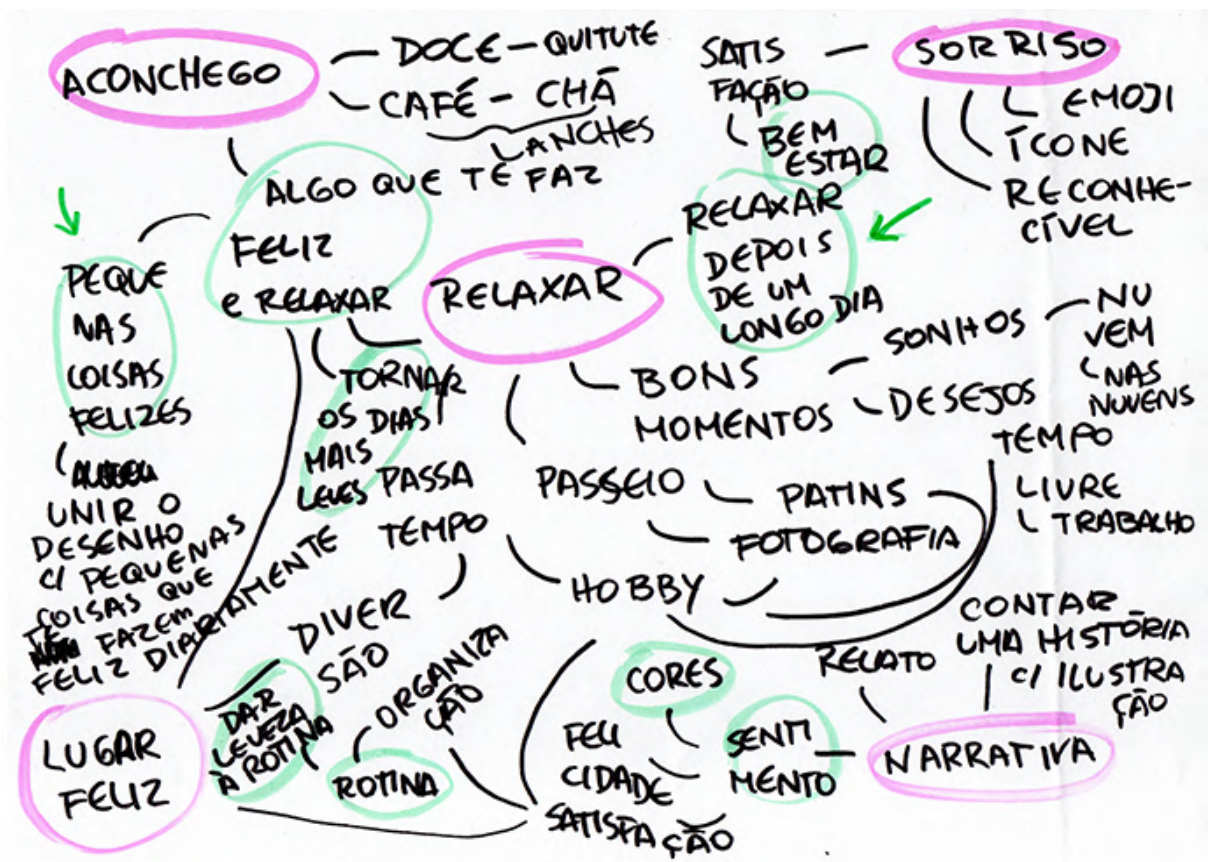 ACONCHEGO
DOCE - QUITUTE
CAFÉ - CHÁ
LANCHES
ALGO QUE TE FAZ
FELIZ
e RELAXAR
PEQUE
NAS
COISAS
FELIZES
UNIR O
DESENHO
C/ PEQUENAS
COISAS QUE
TE FAZEM
FELIZ DIARIAMENTE
TORNAR
OS DIAS
MAIS
LEVES
RELAXAR
SATIS
FAÇÃO
BEM
ESTAR
SORRISO
EMOJI
ÍCONE
RECONHE-
CÍVEL
RELAXAR
DEPOIS
DE UM
LONGO DIA
BONS
MOMENTOS
SONHOS
NU
VEM
NAS
NUVENS
DESEJOS
TEMPO
LIVRE
TRABALHO
PASSEIO
PATINS
FOTOGRAFIA
HOBBY
PASSA
TEMPO
DIVER
SÃO
ORGANIZA
ÇÃO
ROTINA
DAR
LEVEZA
À ROTINA
LUGAR
FELIZ
CORES
FELI
CIDADE
SATISFAÇÃO
SENTI
MENTO
NARRATIVA
RELATO
CONTAR
UMA HISTÓRIA
C/ ILUSTRA
ÇÃO